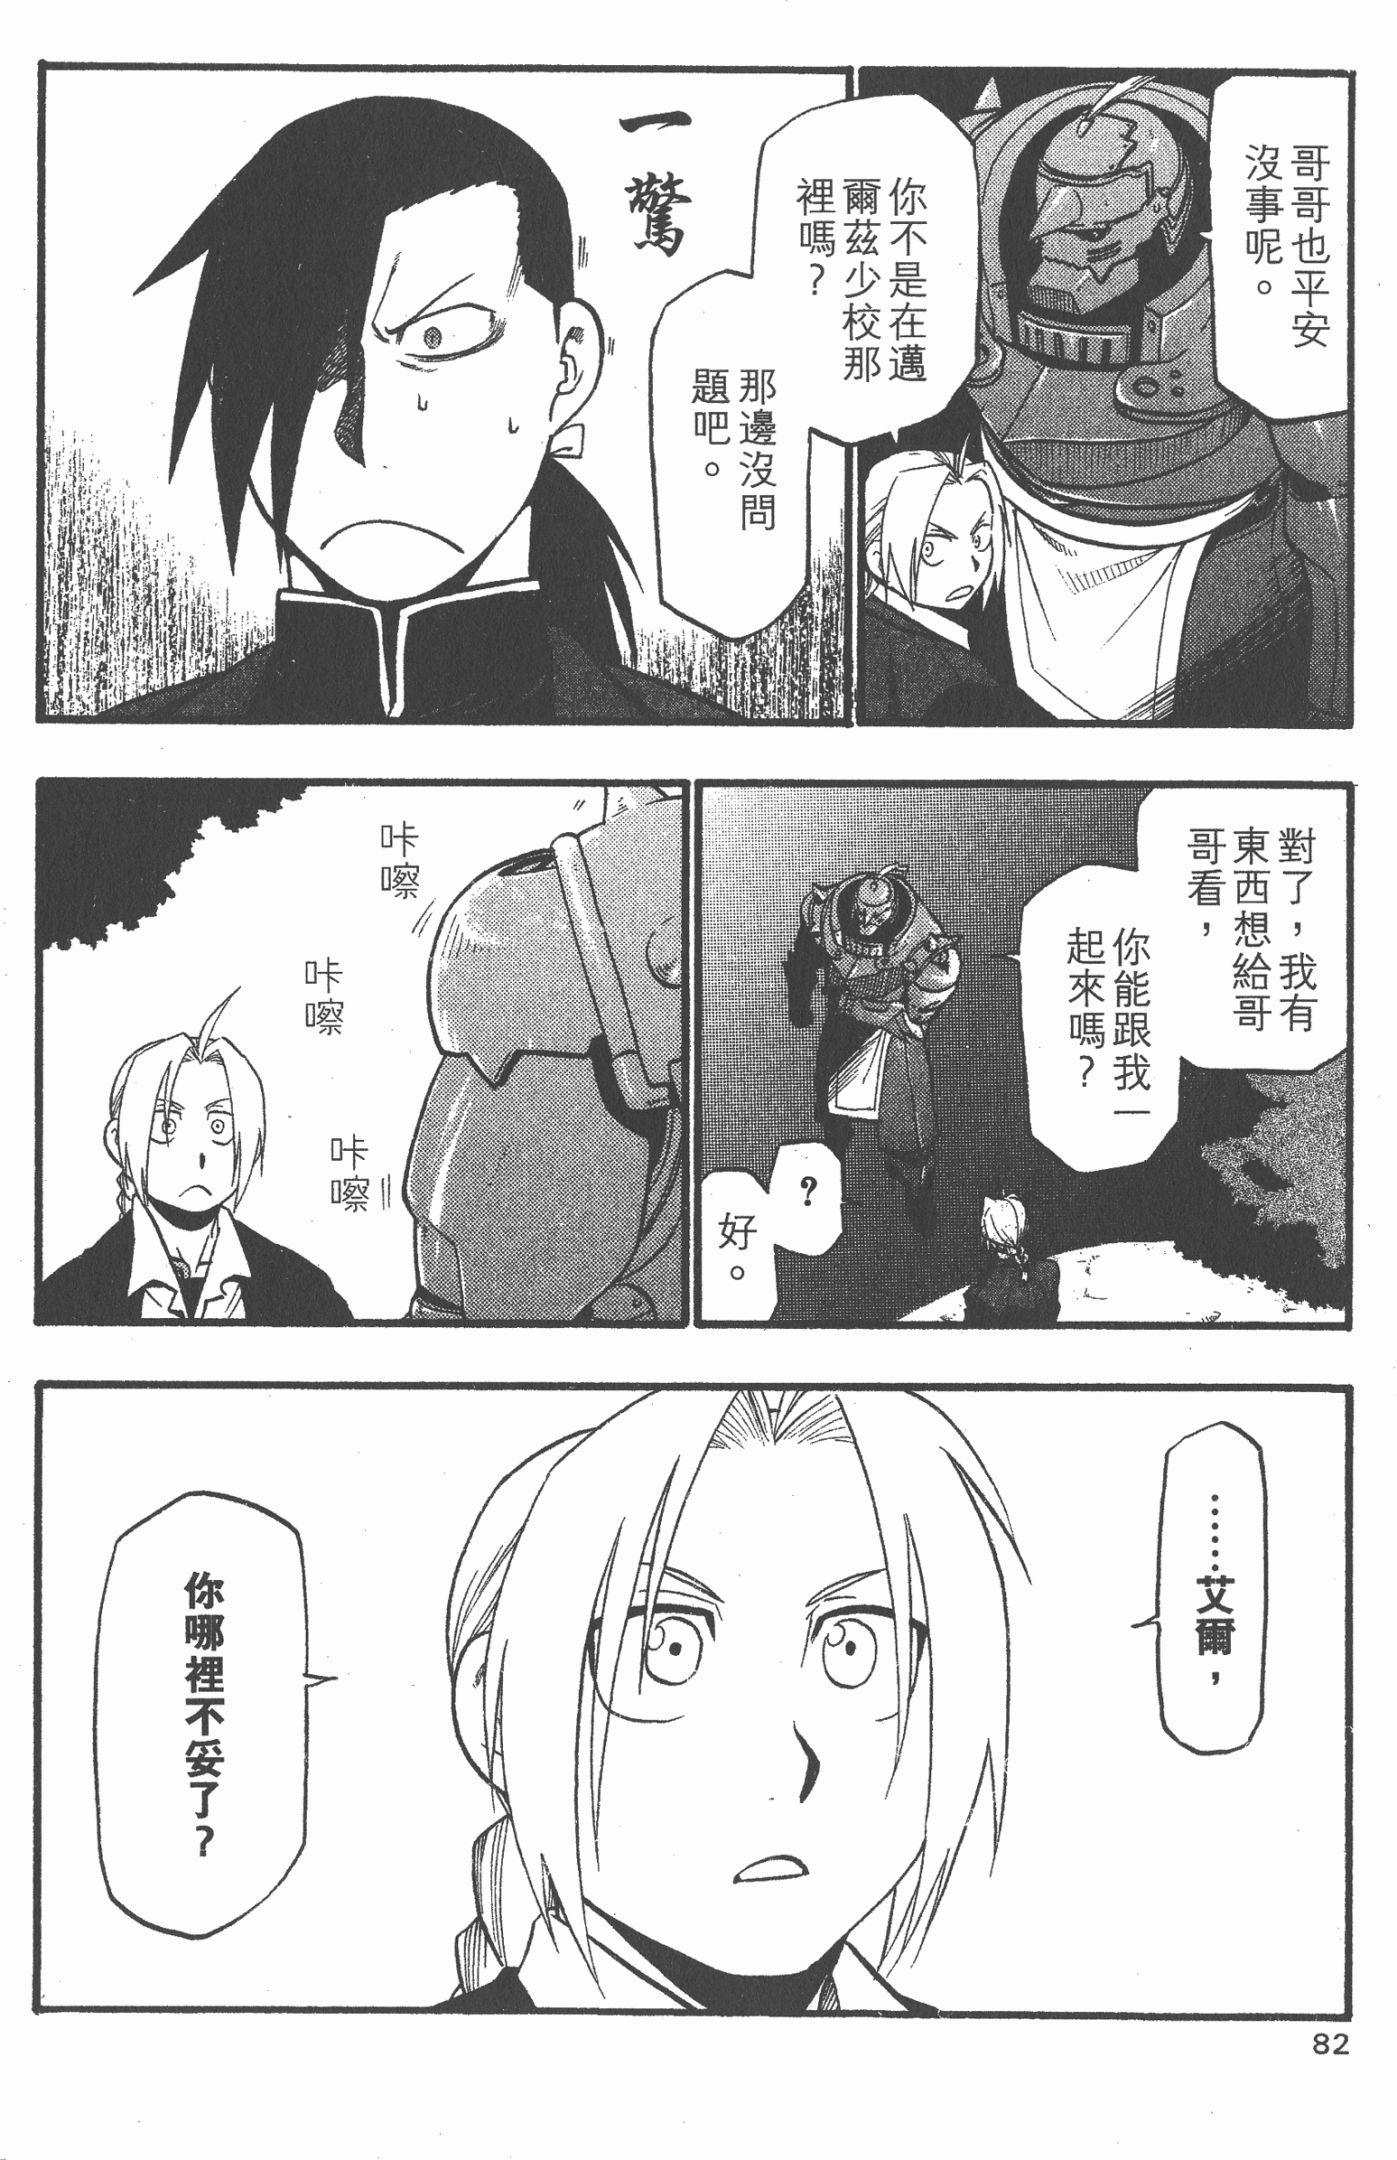 哥哥也平安
沒事呢。
你不是在邁
爾茲少校那
裡嗎？
那邊沒問
題吧。
一驚
對了，我有
東西想給哥
哥看，
你能跟我一
起來嗎？
？
好。
咔嚓
咔嚓
咔嚓
……艾爾，
你哪裡不妥了？
82